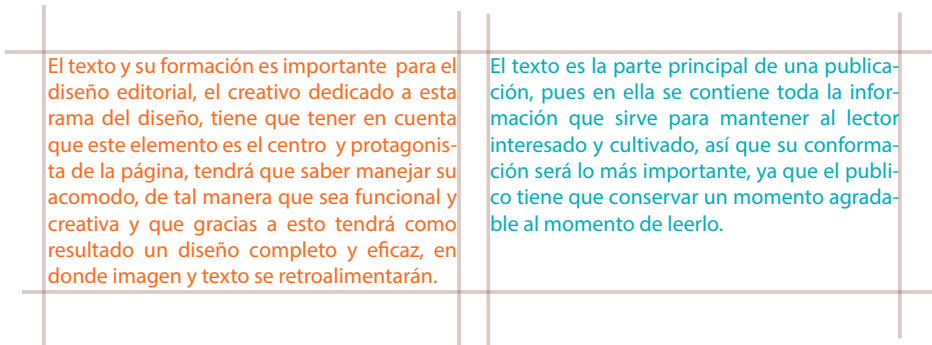 El texto y su formación es importante  para el
diseño editorial, el creativo dedicado a esta
rama del diseño, tiene que tener en cuenta
que este elemento es el centro  y protagonis-
ta de la página, tendrá que saber manejar su
acomodo, de tal manera que sea funcional y
creativa y que gracias a esto tendrá como
resultado un diseño completo y eficaz, en
donde imagen y texto se retroalimentarán.
El texto es la parte principal de una publica-
ción, pues en ella se contiene toda la infor-
mación que sirve para mantener al lector
interesado y cultivado, así que su conforma-
ción será lo más importante, ya que el publi-
co tiene que conservar un momento agrada-
ble al momento de leerlo.